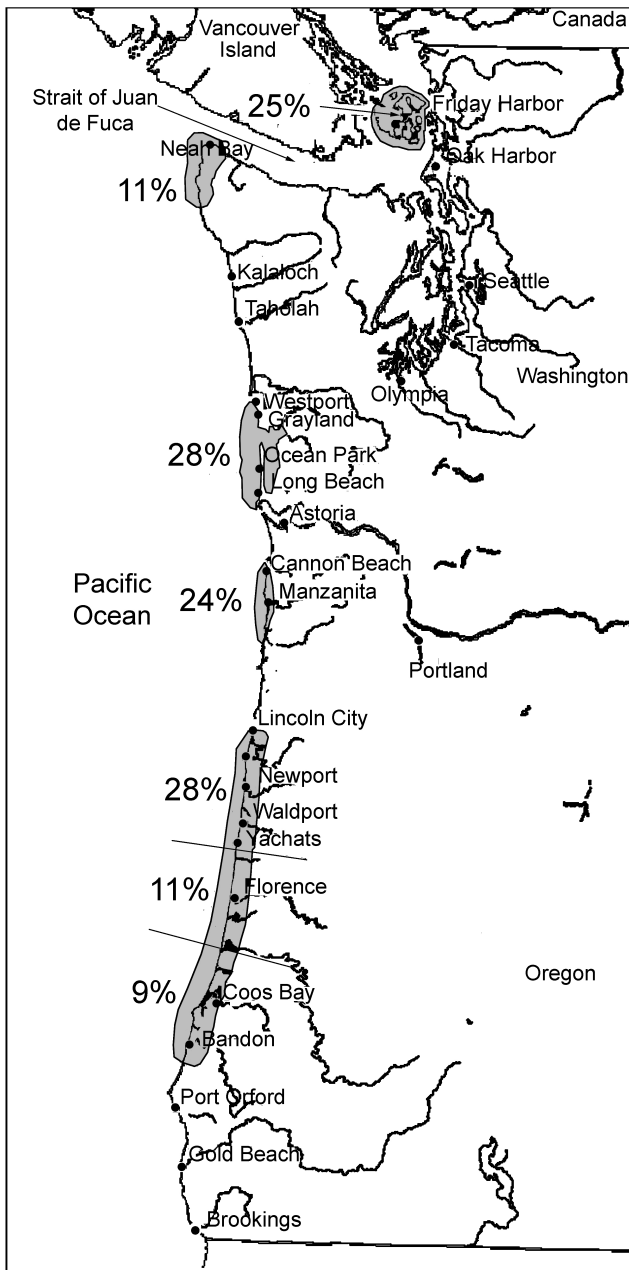 Canada
Vancouver
Island
25%
Friday Harbor
Strait of Juan
de Fuca
Neah Bay
Oak Harbor
11%
Kalaloch
Seattle
Taholah
Tacoma
Washington
Olympia
Westport
Grayland
28%
Ocean Park
Long Beach
Astoria
Cannon Beach
Pacific
Ocean
24%
Manzanita
Portland
Lincoln City
Newport
28%
Waldport
Yachats
11%
Florence
Oregon
9%
Coos Bay
Bandon
Port Orford
Gold Beach
Brookings